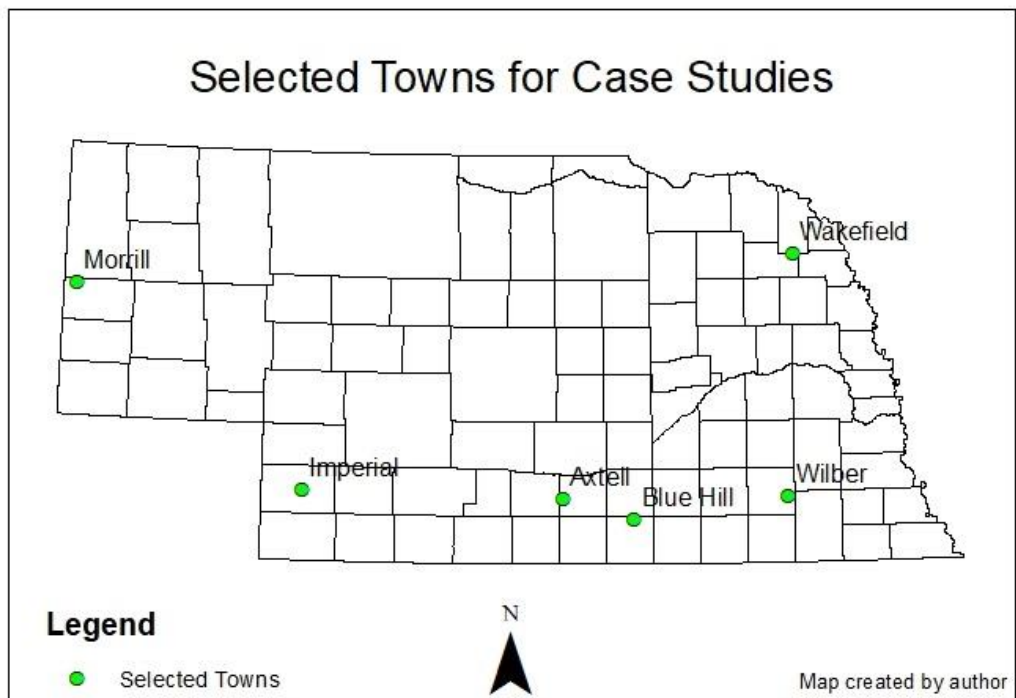 Selected Towns for Case Studies
Wakefield
Morrill
Imperial
Axtell
Wilber
Blue Hill
N
Legend
Selected Towns
Map created by author